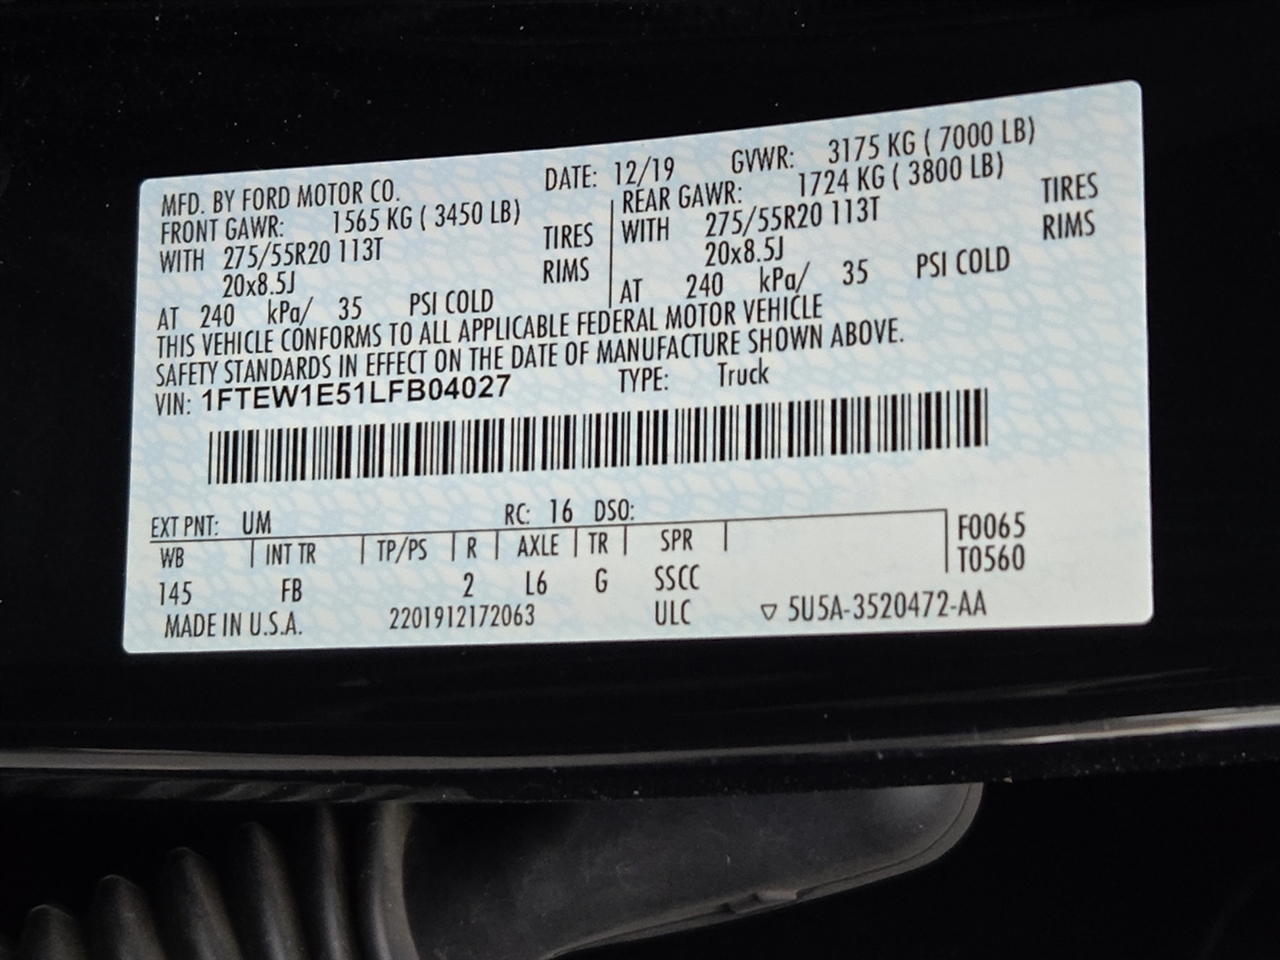 MFD. BY FORD MOTOR CO. DATE: 12/19 GVWR: 3175 KG ( 7000 LB)
FRONT GAWR: 1565 KG ( 3450 LB) REAR GAWR: 1724 KG ( 3800 LB)
WITH 275/55R20 113T TIRES WITH 275/55R20 113T TIRES
20x8.5J RIMS 20x8.5J RIMS
AT 240 kPa/ 35 PSI COLD AT 240 kPa/ 35 PSI COLD
THIS VEHICLE CONFORMS TO ALL APPLICABLE FEDERAL MOTOR VEHICLE
SAFETY STANDARDS IN EFFECT ON THE DATE OF MANUFACTURE SHOWN ABOVE.
VIN: 1FTEW1E51LFB04027 TYPE: Truck
EXT PNT: UM RC: 16 DSO:
WB INT TR TP/PS R AXLE TR SPR F0065
T0560
145 FB 2 L6 G SSCC
MADE IN U.S.A. 2201912172063 ULC ▽ 5U5A-3520472-AA